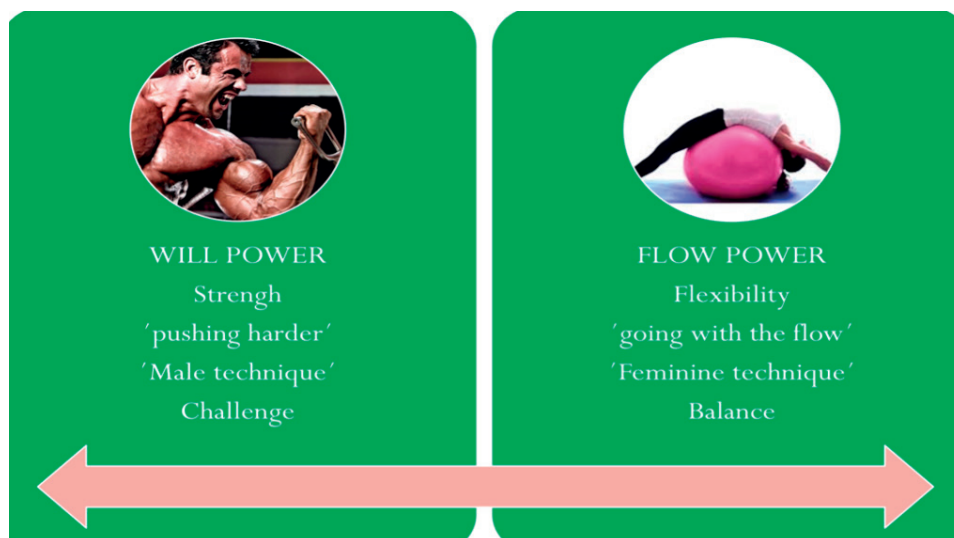 WILL POWER
Strengh
´pushing harder´
´Male technique´
Challenge
FLOW POWER
Flexibility
´going with the flow´
´Feminine technique´
Balance